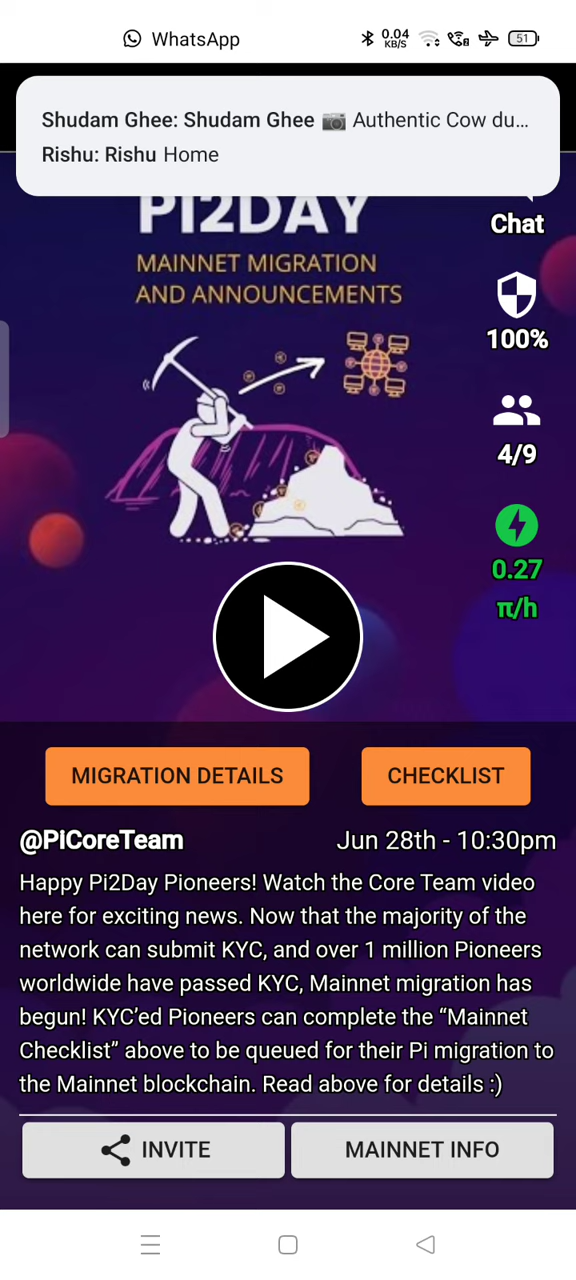 WhatsApp
0.04
KB/S
51
Shudam Ghee: Shudam Ghee 📷 Authentic Cow du...
Rishu: Rishu Home
PI2DAY
Chat
MAINNET MIGRATION
AND ANNOUNCEMENTS
100%
4/9
0.27
π/h
MIGRATION DETAILS
CHECKLIST
@PiCoreTeam
Jun 28th - 10:30pm
Happy Pi2Day Pioneers! Watch the Core Team video
here for exciting news. Now that the majority of the
network can submit KYC, and over 1 million Pioneers
worldwide have passed KYC, Mainnet migration has
begun! KYC’ed Pioneers can complete the “Mainnet
Checklist” above to be queued for their Pi migration to
the Mainnet blockchain. Read above for details :)
INVITE
MAINNET INFO